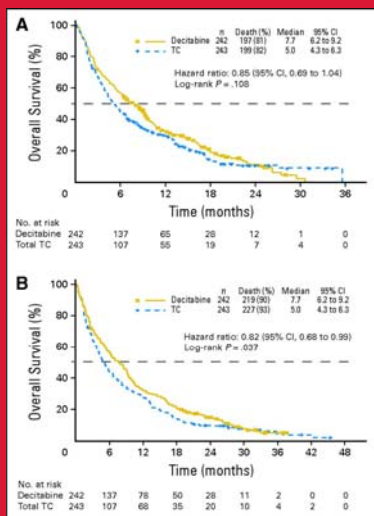 A
n Death (%) Median 95% CI
Decitabine 242 197(81) 7.7 6.2 to 9.2
TC 243 199 (82) 5.0 4.3 to 6.3
Hazard ratio: 0.85 (95% CI, 0.69 to 1.04)
Log-rank P = .108
Overall Survival (%)
100
80
60
40
20
0 6 12 18 24 30 36
Time (months)
No. at risk
Decitabine 242 137 65 28 12 1 0
Total TC 243 107 55 19 7 4 0
B
n Death (%) Median 95% CI
Decitabine 242 219 (90) 7.7 6.2 to 9.2
TC 243 227 (93) 5.0 4.3 to 6.3
Hazard ratio: 0.82 (95% CI, 0.68 to 0.99)
Log-rank P = .037
Overall Survival (%)
100
80
60
40
20
0 6 12 18 24 30 36 42 48
Time (months)
No. at risk
Decitabine 242 137 78 50 28 11 2 0 0
Total TC 243 107 68 35 20 10 4 2 0